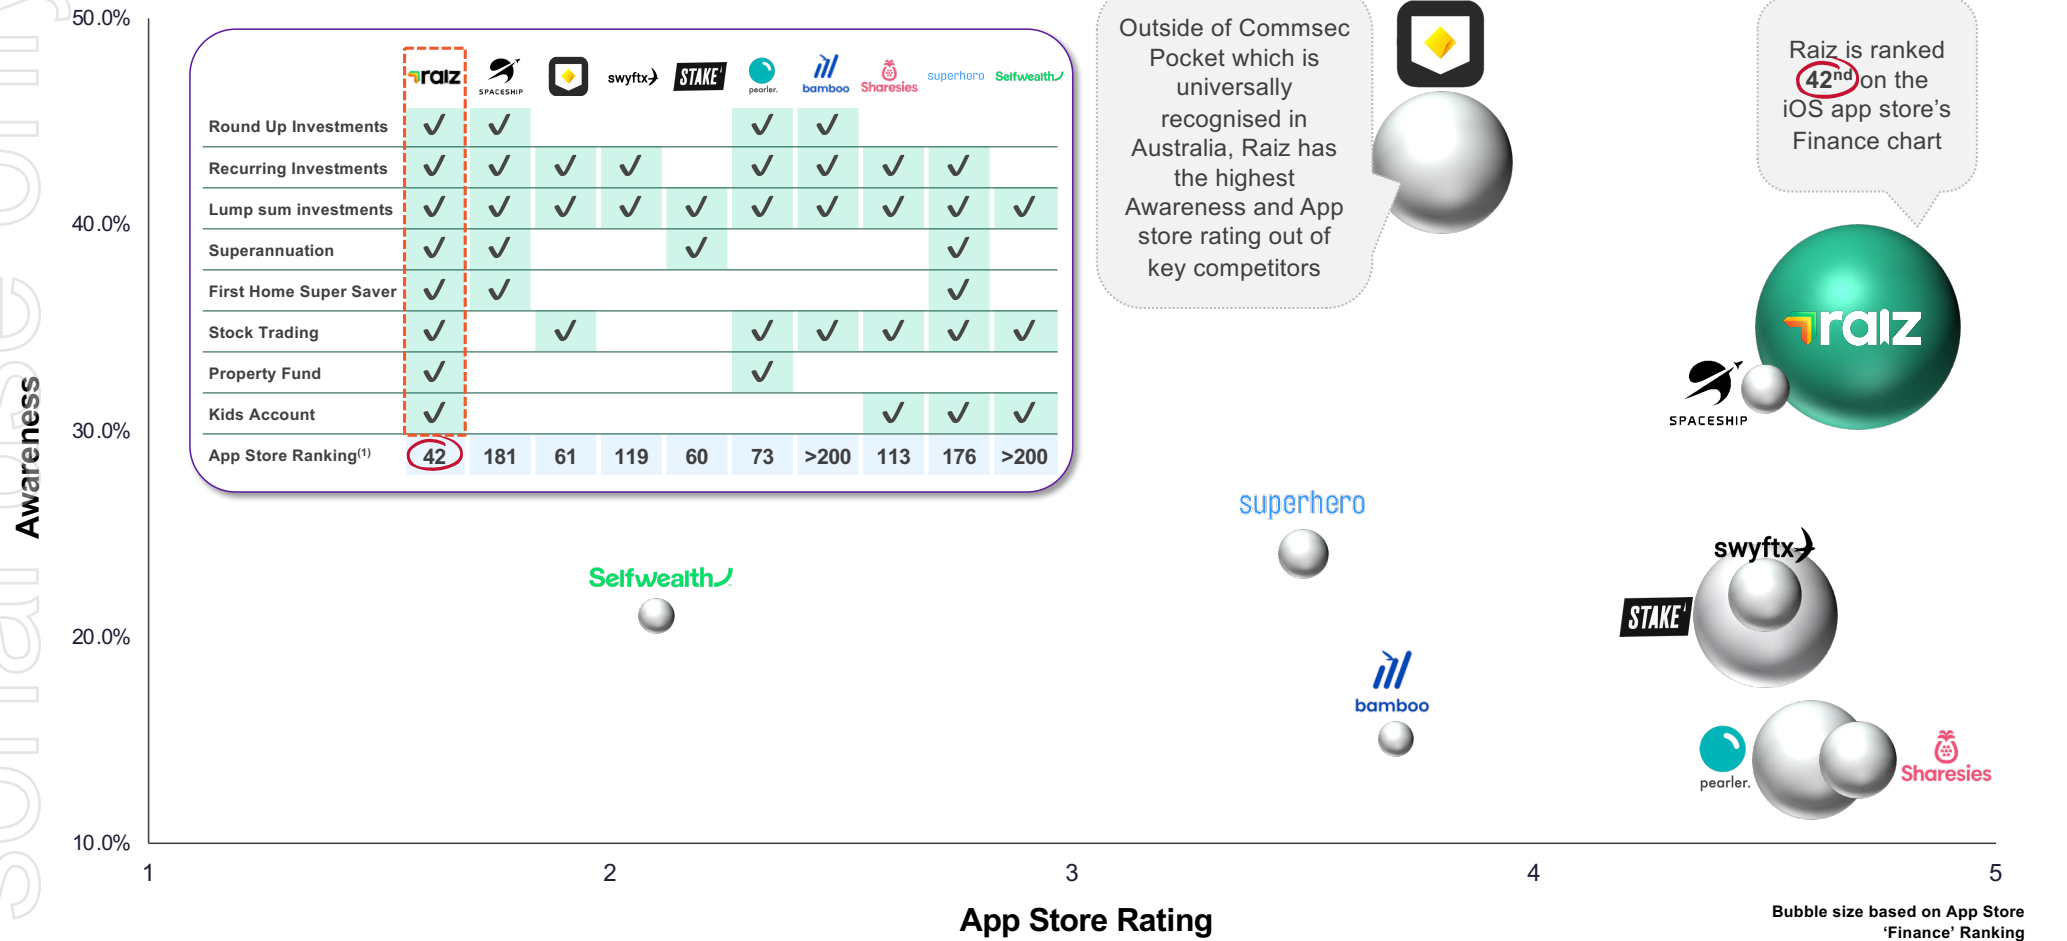 50.0%
40.0%
30.0%
20.0%
10.0%
Awareness
raiz SPACESHIP swyftx STAKE pearler. bamboo Sharesies superhero Selfwealth
Round Up Investments ✓ ✓ ✓ ✓
Recurring Investments ✓ ✓ ✓ ✓ ✓ ✓ ✓ ✓
Lump sum investments ✓ ✓ ✓ ✓ ✓ ✓ ✓ ✓ ✓ ✓
Superannuation ✓ ✓ ✓ ✓
First Home Super Saver ✓ ✓ ✓
Stock Trading ✓ ✓ ✓ ✓ ✓ ✓ ✓
Property Fund ✓ ✓
Kids Account ✓ ✓ ✓ ✓
App Store Ranking(1) 42 181 61 119 60 73 >200 113 176 >200
Outside of Commsec
Pocket which is
universally
recognised in
Australia, Raiz has
the highest
Awareness and App
store rating out of
key competitors
Raiz is ranked
42nd on the
iOS app store's
Finance chart
raiz
SPACESHIP
superhero
Selfwealth
swyftx
STAKE
bamboo
pearler.
Sharesies
1 2 3 4 5
App Store Rating
Bubble size based on App Store
'Finance' Ranking